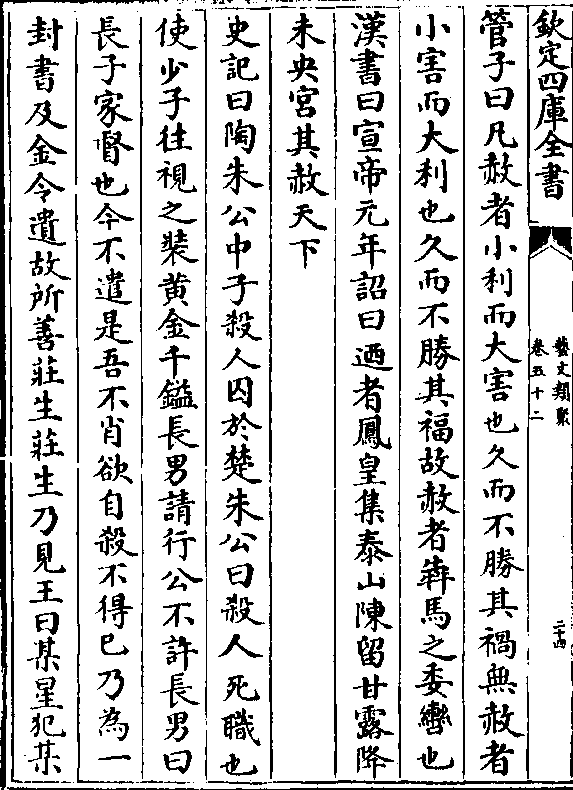 欽定四庫全書
藝文類聚
卷五十二
二十四
管子曰凡赦者小利而大害也久而不勝其禍無赦者
小害而大利也久而不勝其福故赦者犇馬之委轡也
漢書曰宣帝元年詔曰迺者鳳皇集泰山陳留甘露降
未央宮其赦天下
史記曰陶朱公中子殺人囚於楚朱公曰殺人死職也
使少子往視之裝黃金千鎰長男請行公不許長男曰
長子家督也今不遣是吾不肖欲自殺不得已乃為一
封書及金令遺故所善莊生莊生乃見王曰某星犯某